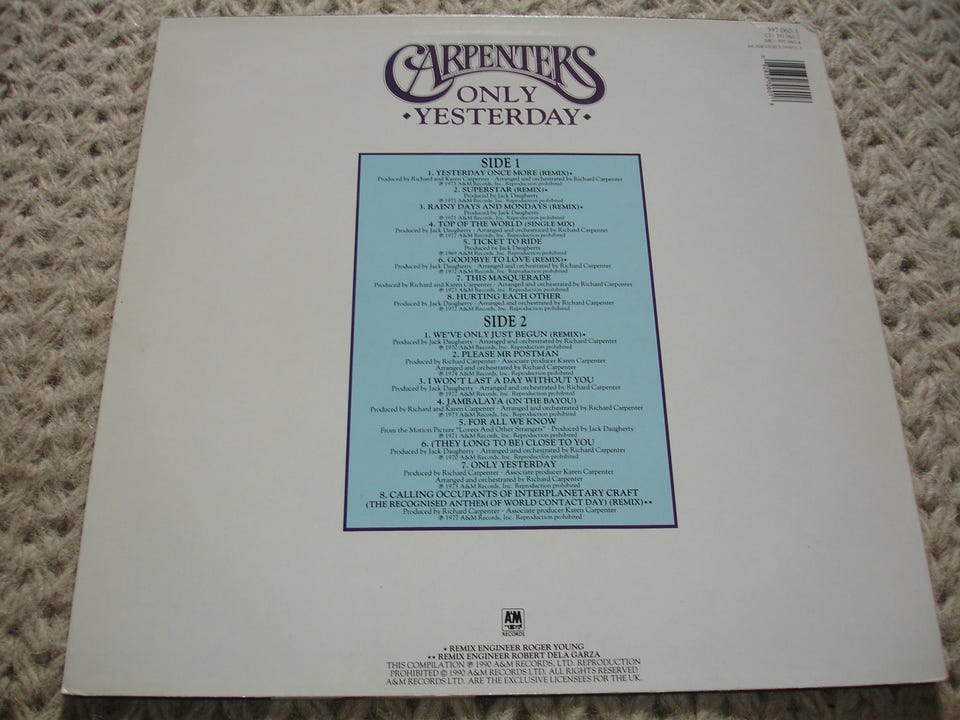 397 060-1
CARPENTERS
ONLY
•YESTERDAY•
SIDE 1
1. YESTERDAY ONCE MORE (REMIX)•
Produced by Richard and Karen Carpenter · Arranged and orchestrated by Richard Carpenter
℗ 1973 A&M Records, Inc. Reproduction prohibited
2. SUPERSTAR (REMIX)•
Produced by Jack Daugherty
℗ 1971 A&M Records, Inc. Reproduction prohibited
3. RAINY DAYS AND MONDAYS (REMIX)•
Produced by Jack Daugherty
℗ 1971 A&M Records, Inc. Reproduction prohibited
4. TOP OF THE WORLD (SINGLE MIX)
Produced by Jack Daugherty · Arranged and orchestrated by Richard Carpenter
℗ 1972 A&M Records, Inc. Reproduction prohibited
5. TICKET TO RIDE
Produced by Jack Daugherty
℗ 1969 A&M Records, Inc. Reproduction prohibited
6. GOODBYE TO LOVE (REMIX)•
Produced by Jack Daugherty · Arranged and orchestrated by Richard Carpenter
℗ 1972 A&M Records, Inc. Reproduction prohibited
7. THIS MASQUERADE
Produced by Richard and Karen Carpenter · Arranged and orchestrated by Richard Carpenter
℗ 1973 A&M Records, Inc. Reproduction prohibited
8. HURTING EACH OTHER
Produced by Jack Daugherty · Arranged and orchestrated by Richard Carpenter
℗ 1972 A&M Records, Inc. Reproduction prohibited
SIDE 2
1. WE'VE ONLY JUST BEGUN (REMIX)•
Produced by Jack Daugherty · Arranged and orchestrated by Richard Carpenter
℗ 1970 A&M Records, Inc. Reproduction prohibited
2. PLEASE MR POSTMAN
Produced by Richard Carpenter · Associate producer Karen Carpenter
Arranged and orchestrated by Richard Carpenter
℗ 1974 A&M Records, Inc. Reproduction prohibited
3. I WON'T LAST A DAY WITHOUT YOU
Produced by Jack Daugherty · Arranged and orchestrated by Richard Carpenter
℗ 1972 A&M Records, Inc. Reproduction prohibited
4. JAMBALAYA (ON THE BAYOU)
Produced by Richard and Karen Carpenter · Arranged and orchestrated by Richard Carpenter
℗ 1973 A&M Records, Inc. Reproduction prohibited
5. FOR ALL WE KNOW
From the Motion Picture "Lovers And Other Strangers" · Produced by Jack Daugherty
℗ 1971 A&M Records, Inc. Reproduction prohibited
6. (THEY LONG TO BE) CLOSE TO YOU
Produced by Jack Daugherty · Arranged and orchestrated by Richard Carpenter
℗ 1970 A&M Records, Inc. Reproduction prohibited
7. ONLY YESTERDAY
Produced by Richard Carpenter · Associate producer Karen Carpenter
Arranged and orchestrated by Richard Carpenter
℗ 1975 A&M Records, Inc. Reproduction prohibited
8. CALLING OCCUPANTS OF INTERPLANETARY CRAFT
(THE RECOGNISED ANTHEM OF WORLD CONTACT DAY) (REMIX)••
Produced by Richard Carpenter · Associate producer Karen Carpenter
℗ 1977 A&M Records, Inc. Reproduction prohibited
A&M
RECORDS
• REMIX ENGINEER ROGER YOUNG
•• REMIX ENGINEER ROBERT DELA GARZA
THIS COMPILATION ℗ 1990 A&M RECORDS, LTD. REPRODUCTION
PROHIBITED © 1990 A&M RECORDS LTD. ALL RIGHTS RESERVED
A&M RECORDS LTD. ARE THE EXCLUSIVE LICENSEES FOR THE UK.